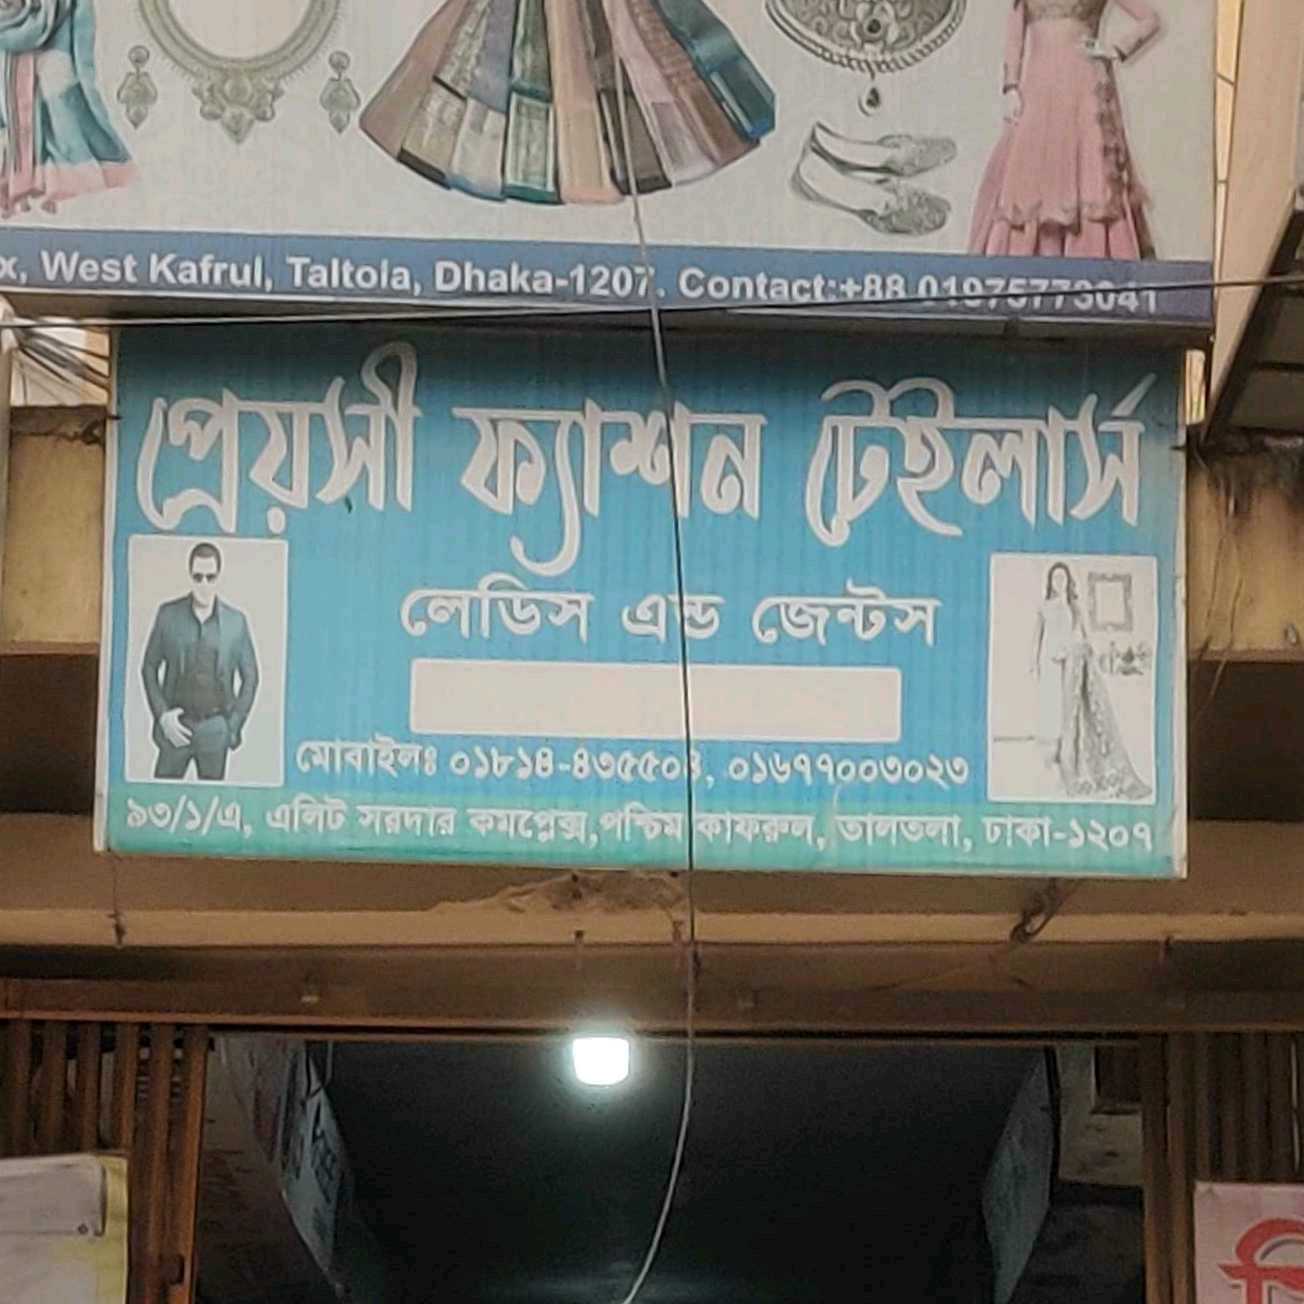 West Kafrul, Taltola, Dhaka-1207. Contact:+88 01975773041
প্রেয়সী ফ্যাশন টেইলার্স
লেডিস এন্ড জেন্টস
মোবাইলঃ ০১৮১৪-৪৩৫৫০৪, ০১৬৭৭০০৩০২৩
৯৩/১/এ, এলিট সরদার কমপ্লেক্স,পশ্চিম কাফরুল, তালতলা, ঢাকা-১২০৭